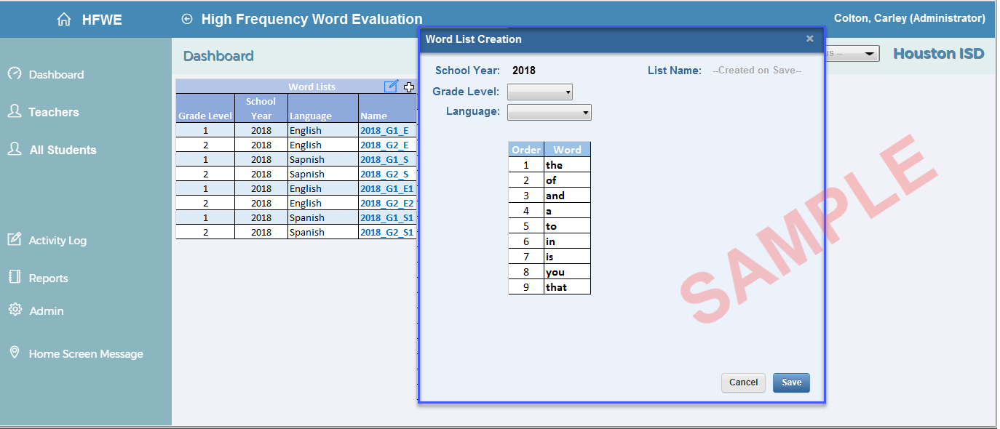 HFWE
High Frequency Word Evaluation
Colton, Carley (Administrator)
Dashboard
Teachers
All Students
Activity Log
Reports
Admin
Home Screen Message
Dashboard
Houston ISD
Word Lists
Grade Level School Year Language Name
1 2018 English 2018_G1_E
2 2018 English 2018_G2_E
1 2018 Sapnish 2018_G1_S
2 2018 Sapnish 2018_G2_S
1 2018 English 2018_G1_E1
2 2018 English 2018_G2_E2
1 2018 Spanish 2018_G1_S1
2 2018 Spanish 2018_G2_S1
Word List Creation
School Year: 2018 List Name: --Created on Save--
Grade Level:
Language:
Order Word
1 the
2 of
3 and
4 a
5 to
6 in
7 is
8 you
9 that
SAMPLE
Cancel Save